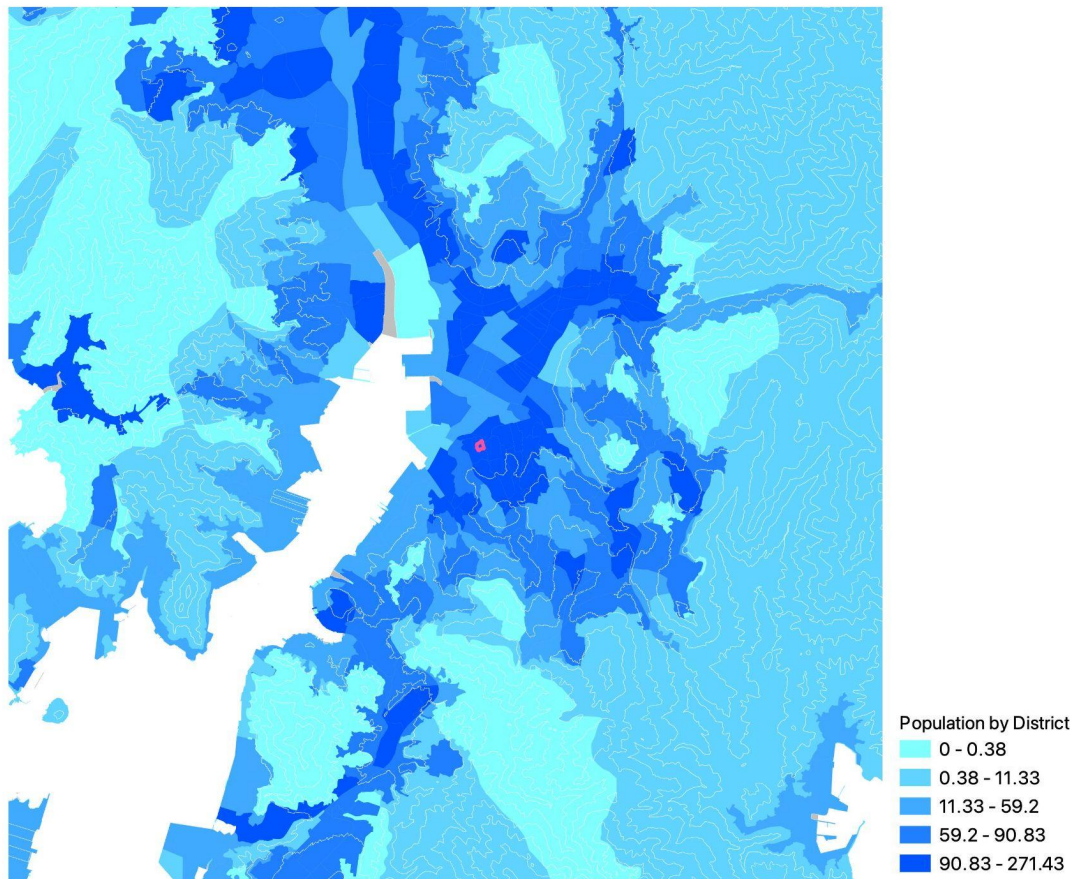 Population by District
0 - 0.38
0.38 - 11.33
11.33 - 59.2
59.2 - 90.83
90.83 - 271.43